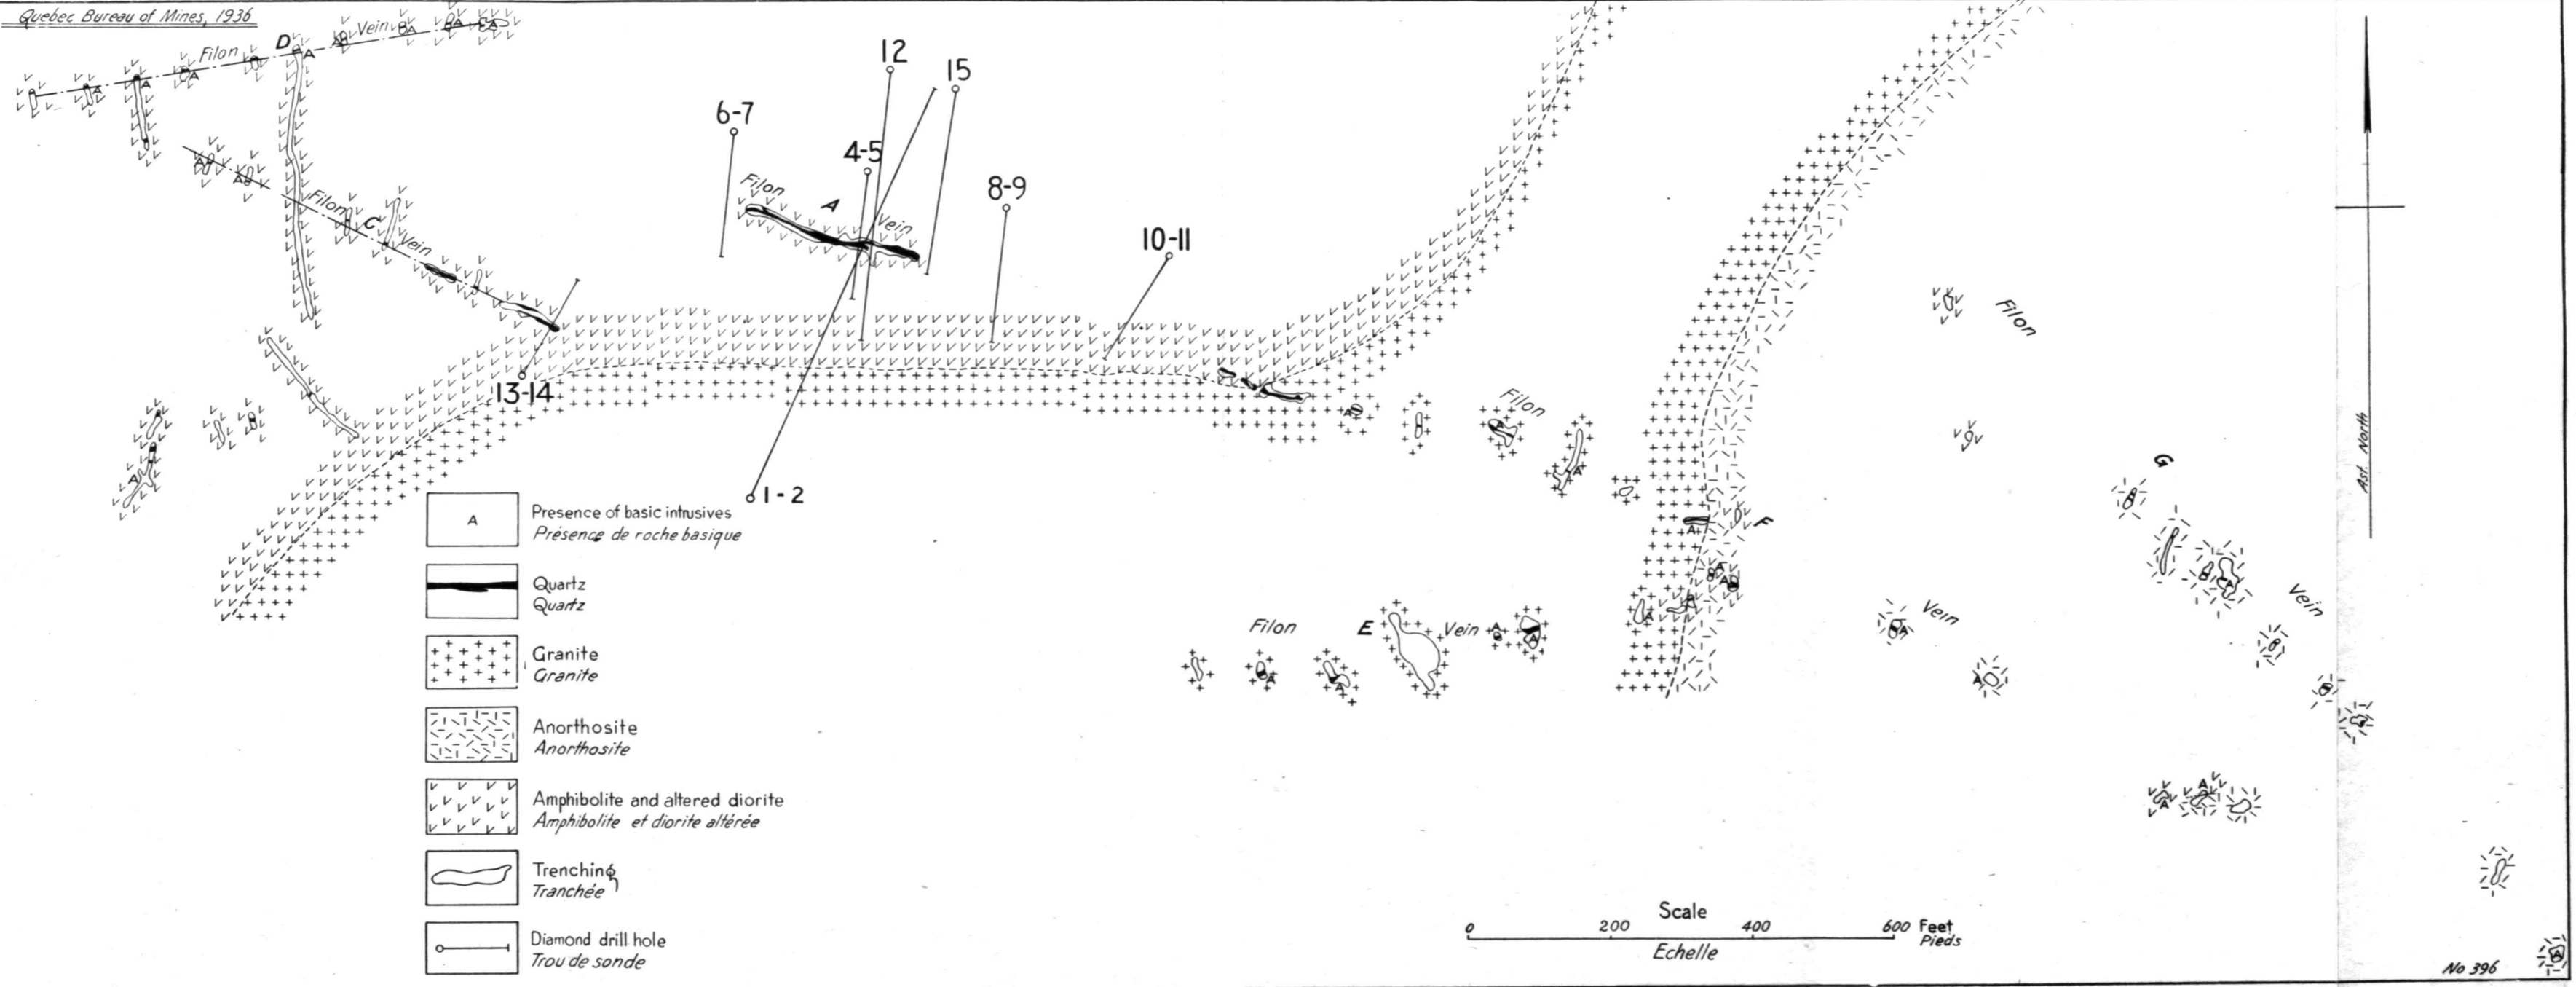 Quebec Bureau of Mines, 1936
Filon D Vein
A A A A A A A A A
12
15
6-7
4-5
8-9
10-11
13-14
1-2
Filon A Vein
Filon C Vein
A A
A
Filon
A A A
Filon
F
A
A A
A
A
Filon E Vein
A A A A
Vein
A
A
G
A
Vein
A A
A
Ast. North
A
Presence of basic intrusives
Présence de roche basique
Quartz
Quartz
Granite
Granite
Anorthosite
Anorthosite
Amphibolite and altered diorite
Amphibolite et diorite altérée
Trenching
Tranchée
Diamond drill hole
Trou de sonde
Scale
0 200 400 600 Feet
Pieds
Echelle
No 396